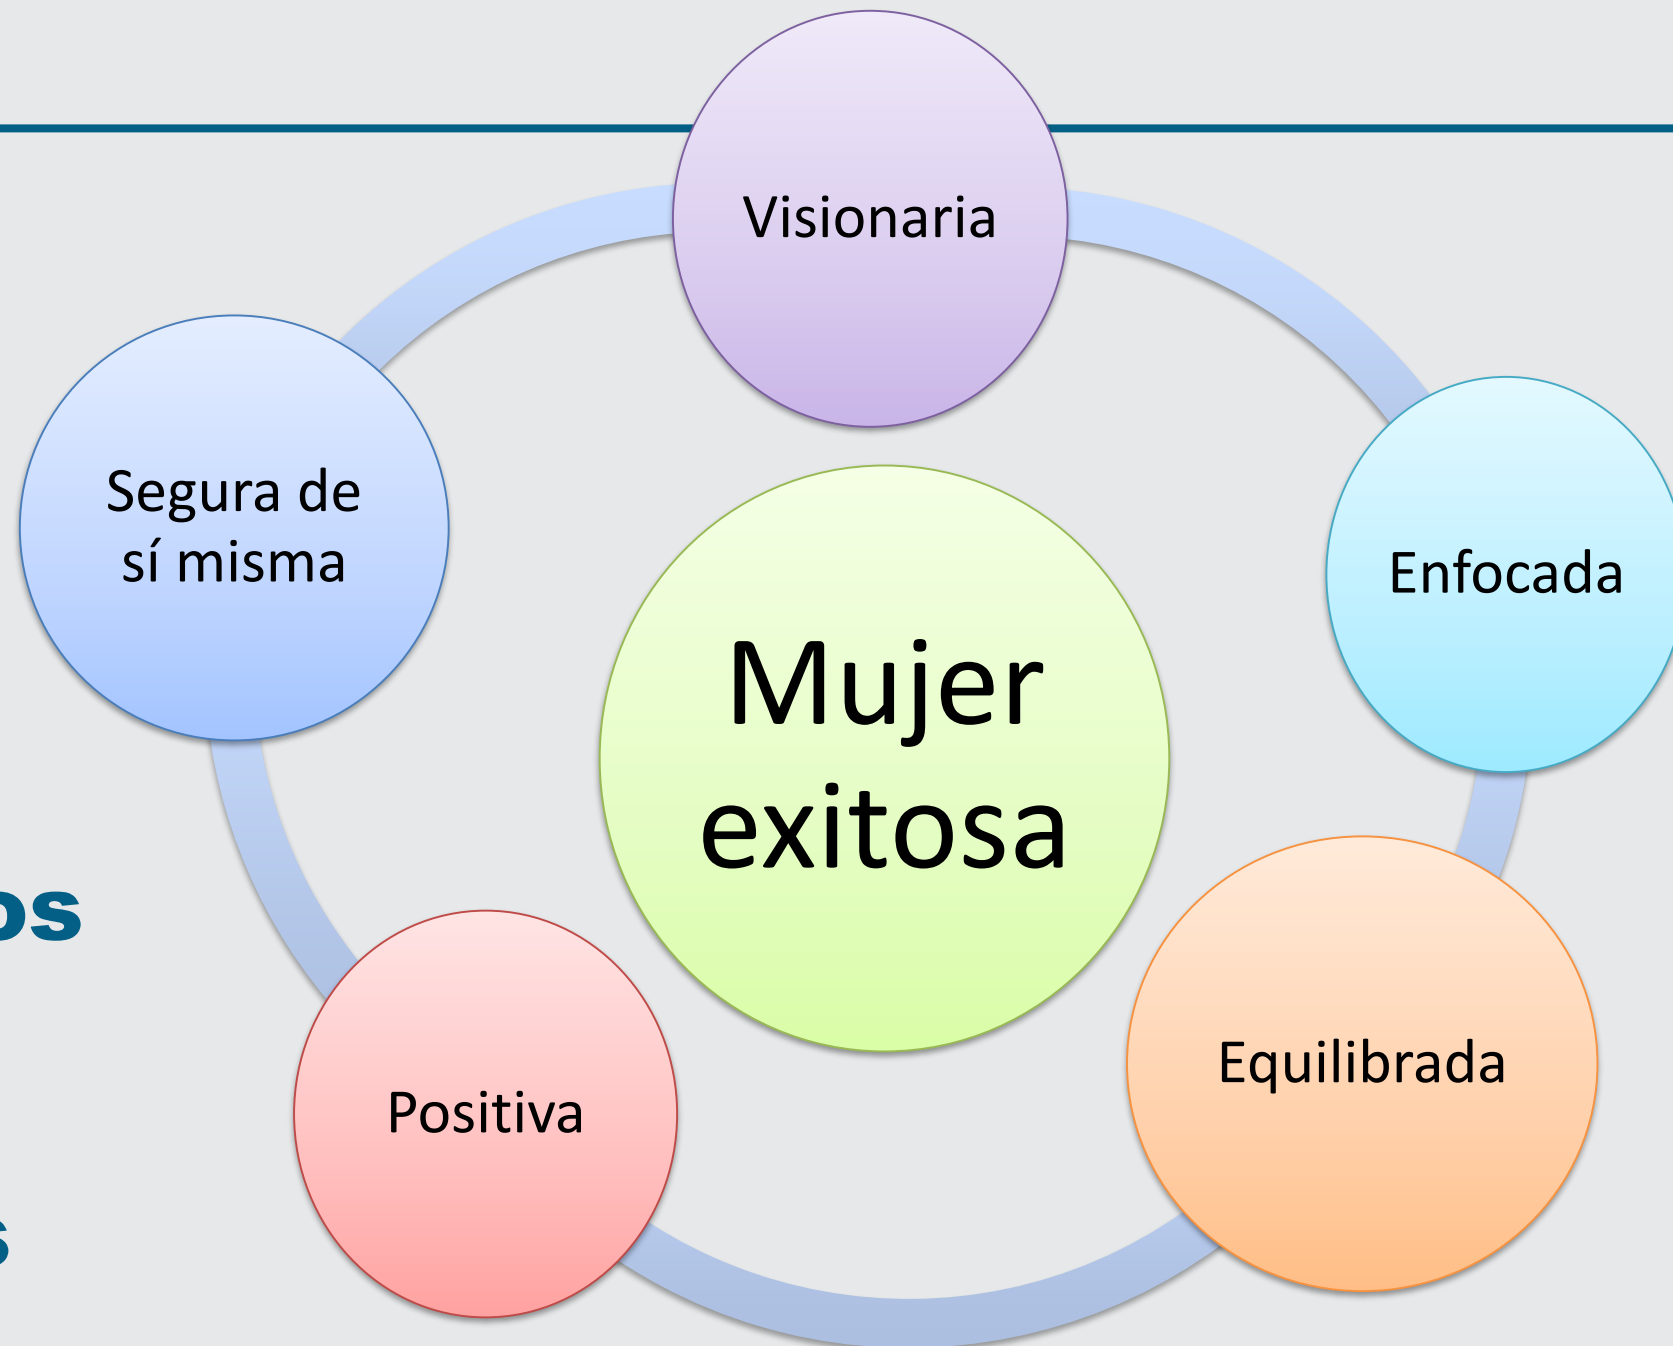 Visionaria
Segura de
sí misma
Enfocada
Mujer
exitosa
Equilibrada
Positiva